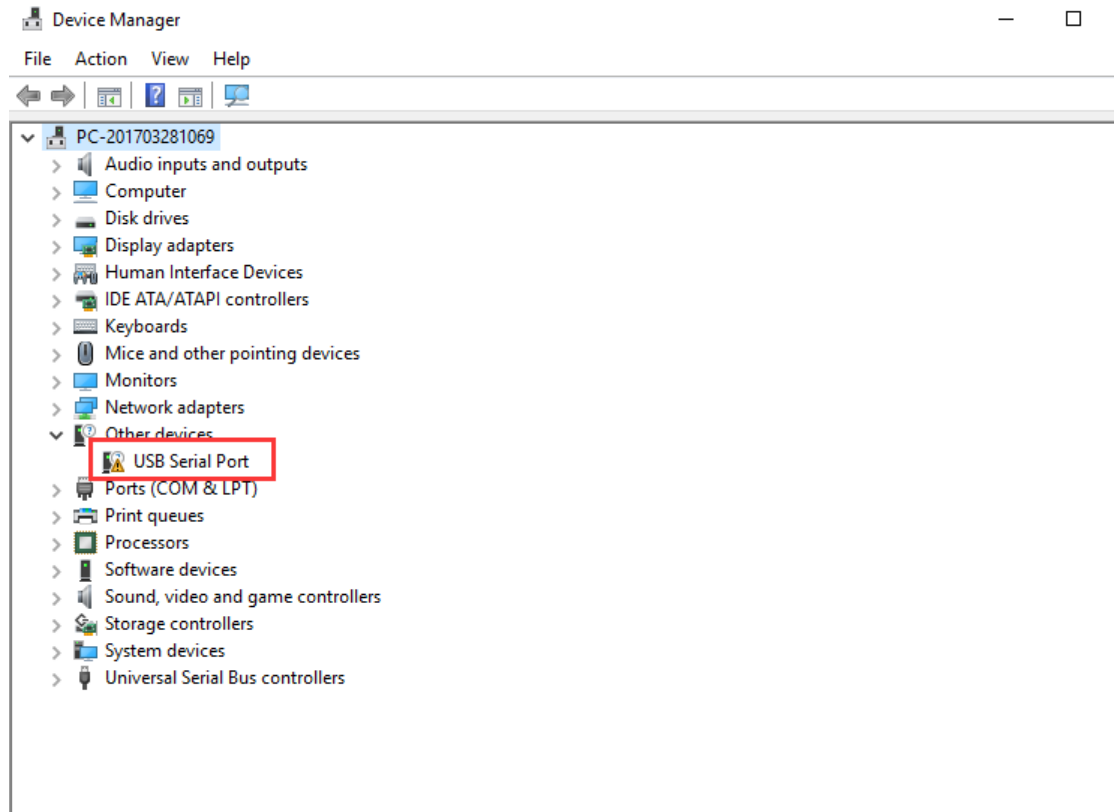 Device Manager
File Action View Help
PC-201703281069
Audio inputs and outputs
Computer
Disk drives
Display adapters
Human Interface Devices
IDE ATA/ATAPI controllers
Keyboards
Mice and other pointing devices
Monitors
Network adapters
Other devices
USB Serial Port
Ports (COM & LPT)
Print queues
Processors
Software devices
Sound, video and game controllers
Storage controllers
System devices
Universal Serial Bus controllers